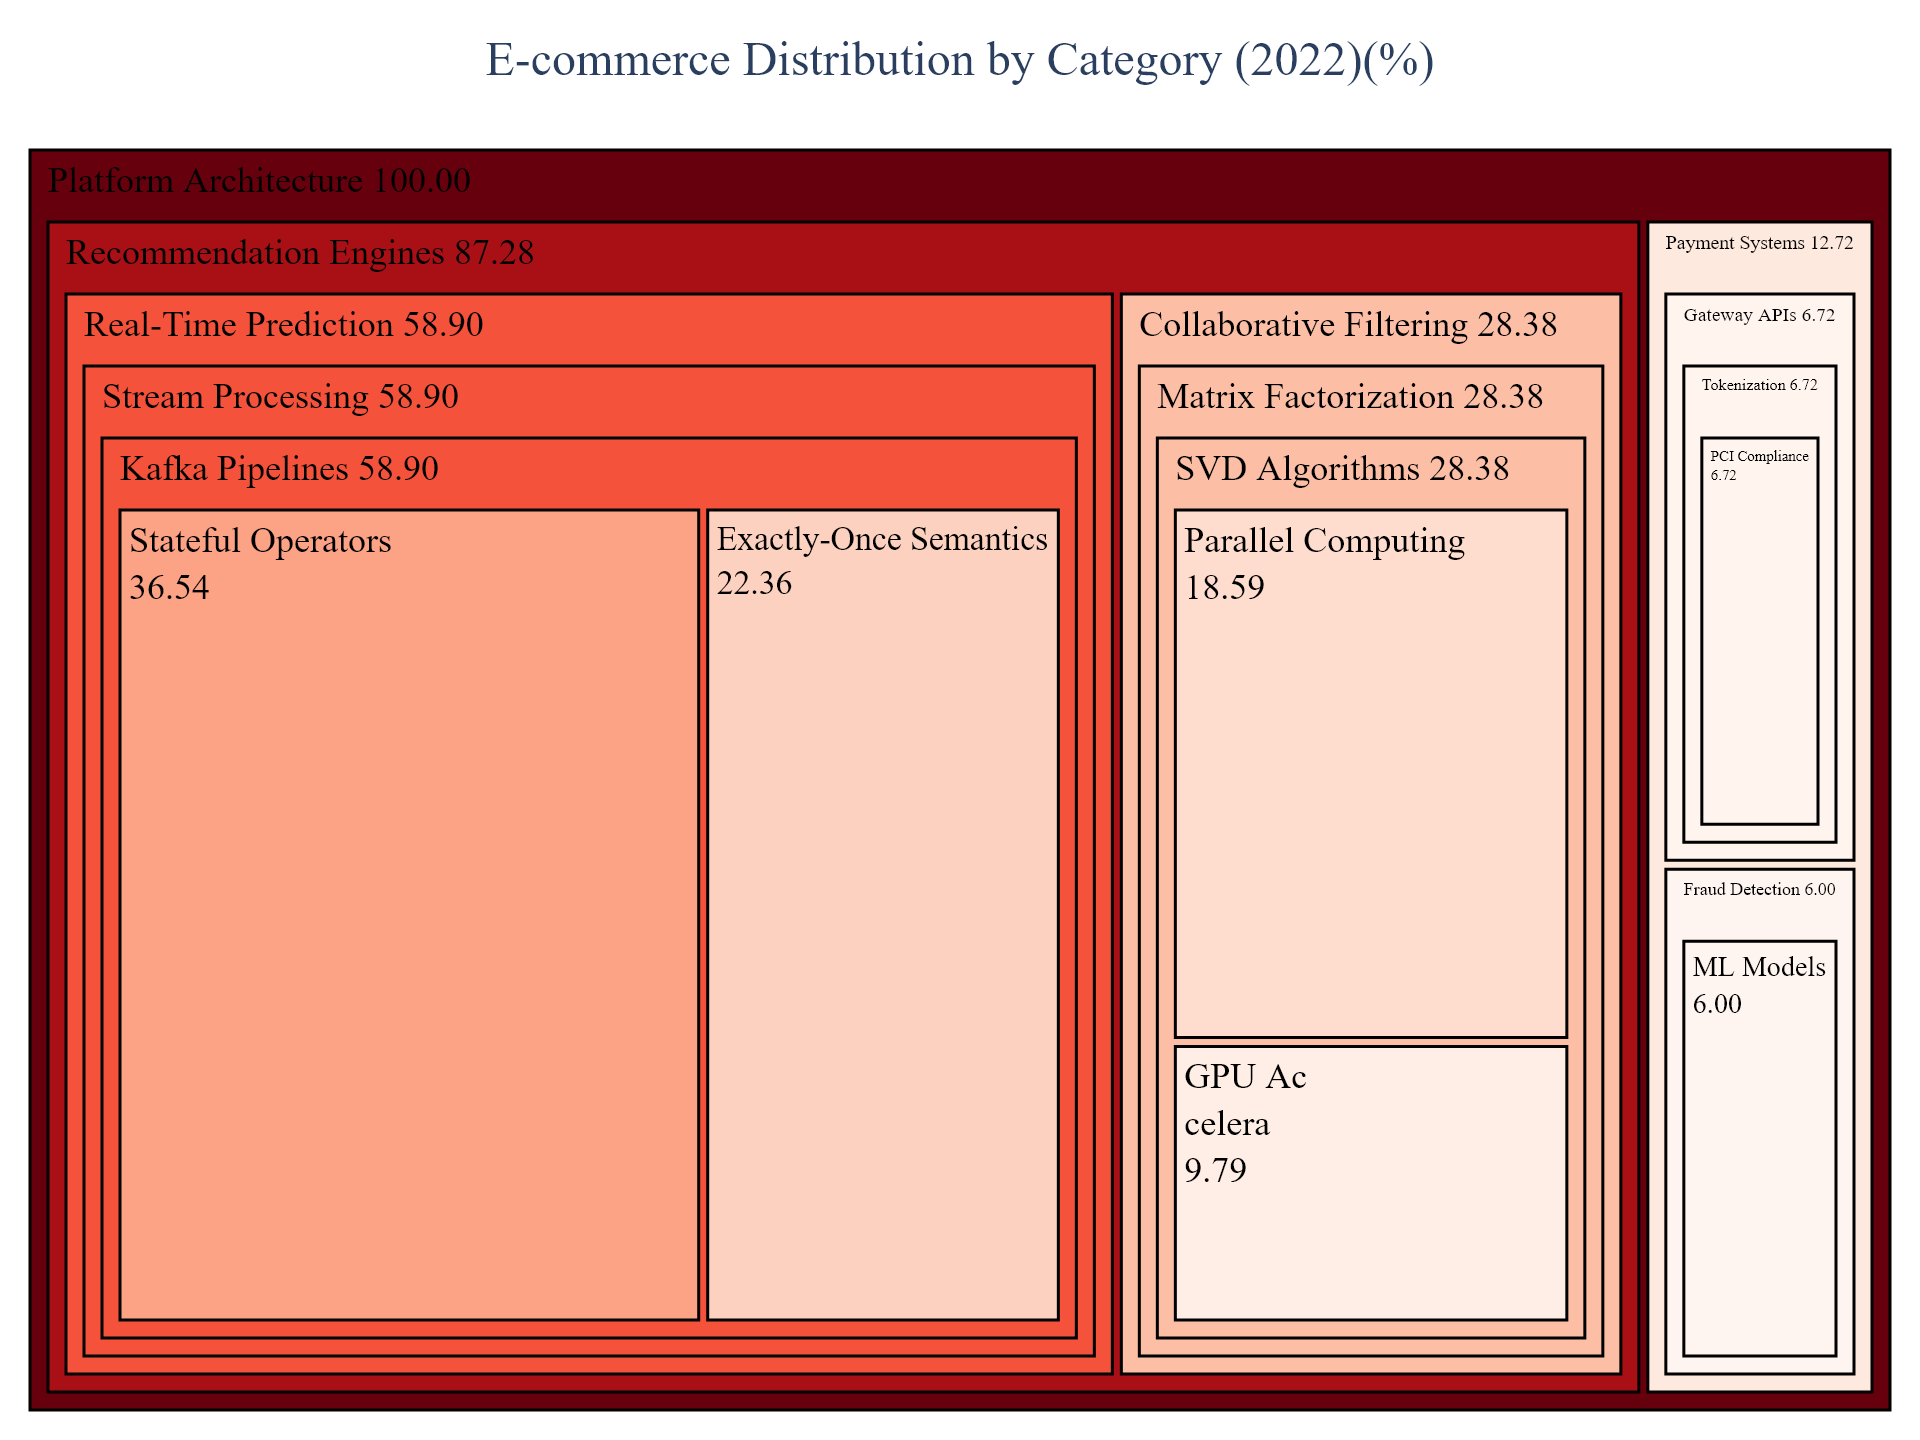 E-commerce Distribution by Category (2022)(%)
Platform Architecture 100.00
Recommendation Engines 87.28
Real-Time Prediction 58.90
Stream Processing 58.90
Kafka Pipelines 58.90
Stateful Operators
36.54
Exactly-Once Semantics
22.36
Collaborative Filtering 28.38
Matrix Factorization 28.38
SVD Algorithms 28.38
Parallel Computing
18.59
GPU Ac
celera
9.79
Payment Systems 12.72
Gateway APIs 6.72
Tokenization 6.72
PCI Compliance
6.72
Fraud Detection 6.00
ML Models
6.00